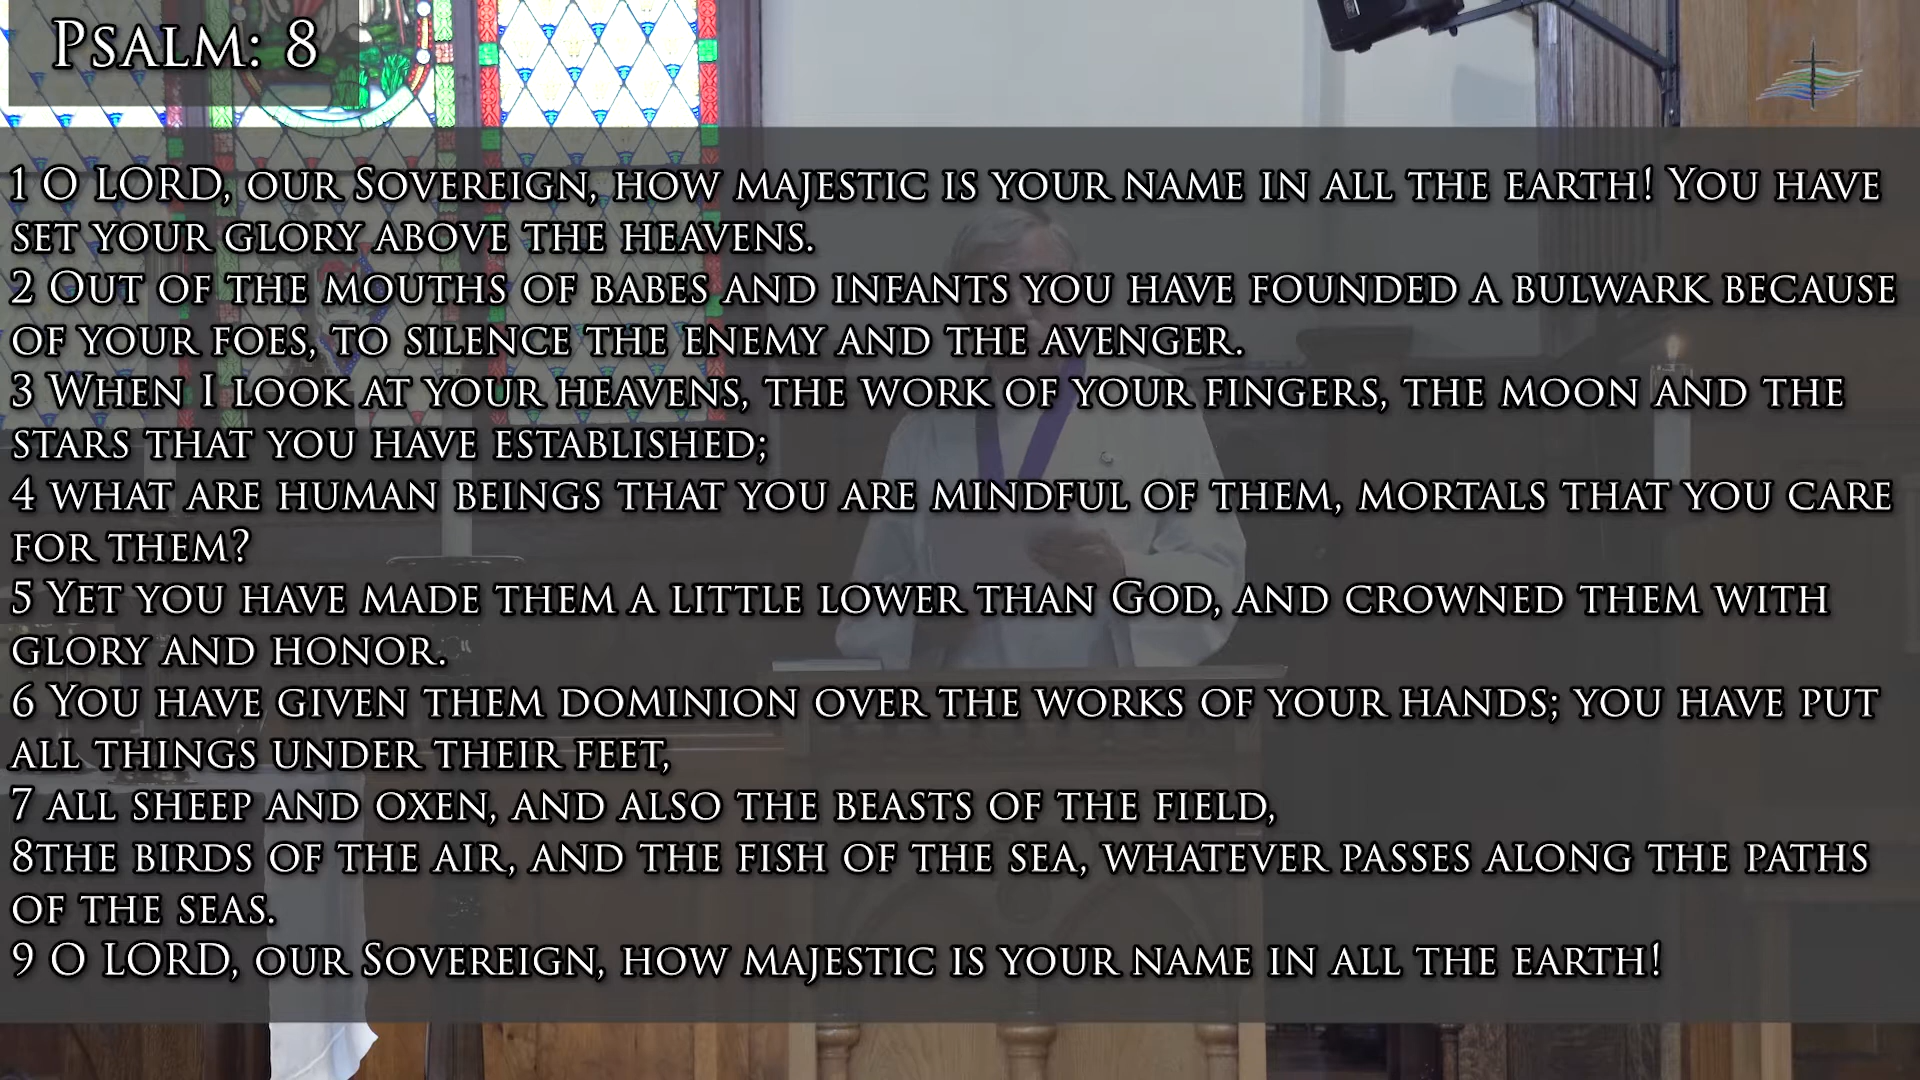 Psalm: 8
1 O LORD, our Sovereign, how majestic is your name in all the earth! You have
set your glory above the heavens.
2 Out of the mouths of babes and infants you have founded a bulwark because
of your foes, to silence the enemy and the avenger.
3 When I look at your heavens, the work of your fingers, the moon and the
stars that you have established;
4 what are human beings that you are mindful of them, mortals that you care
for them?
5 Yet you have made them a little lower than God, and crowned them with
glory and honor.
6 You have given them dominion over the works of your hands; you have put
all things under their feet,
7 all sheep and oxen, and also the beasts of the field,
8the birds of the air, and the fish of the sea, whatever passes along the paths
of the seas.
9 O LORD, our Sovereign, how majestic is your name in all the earth!